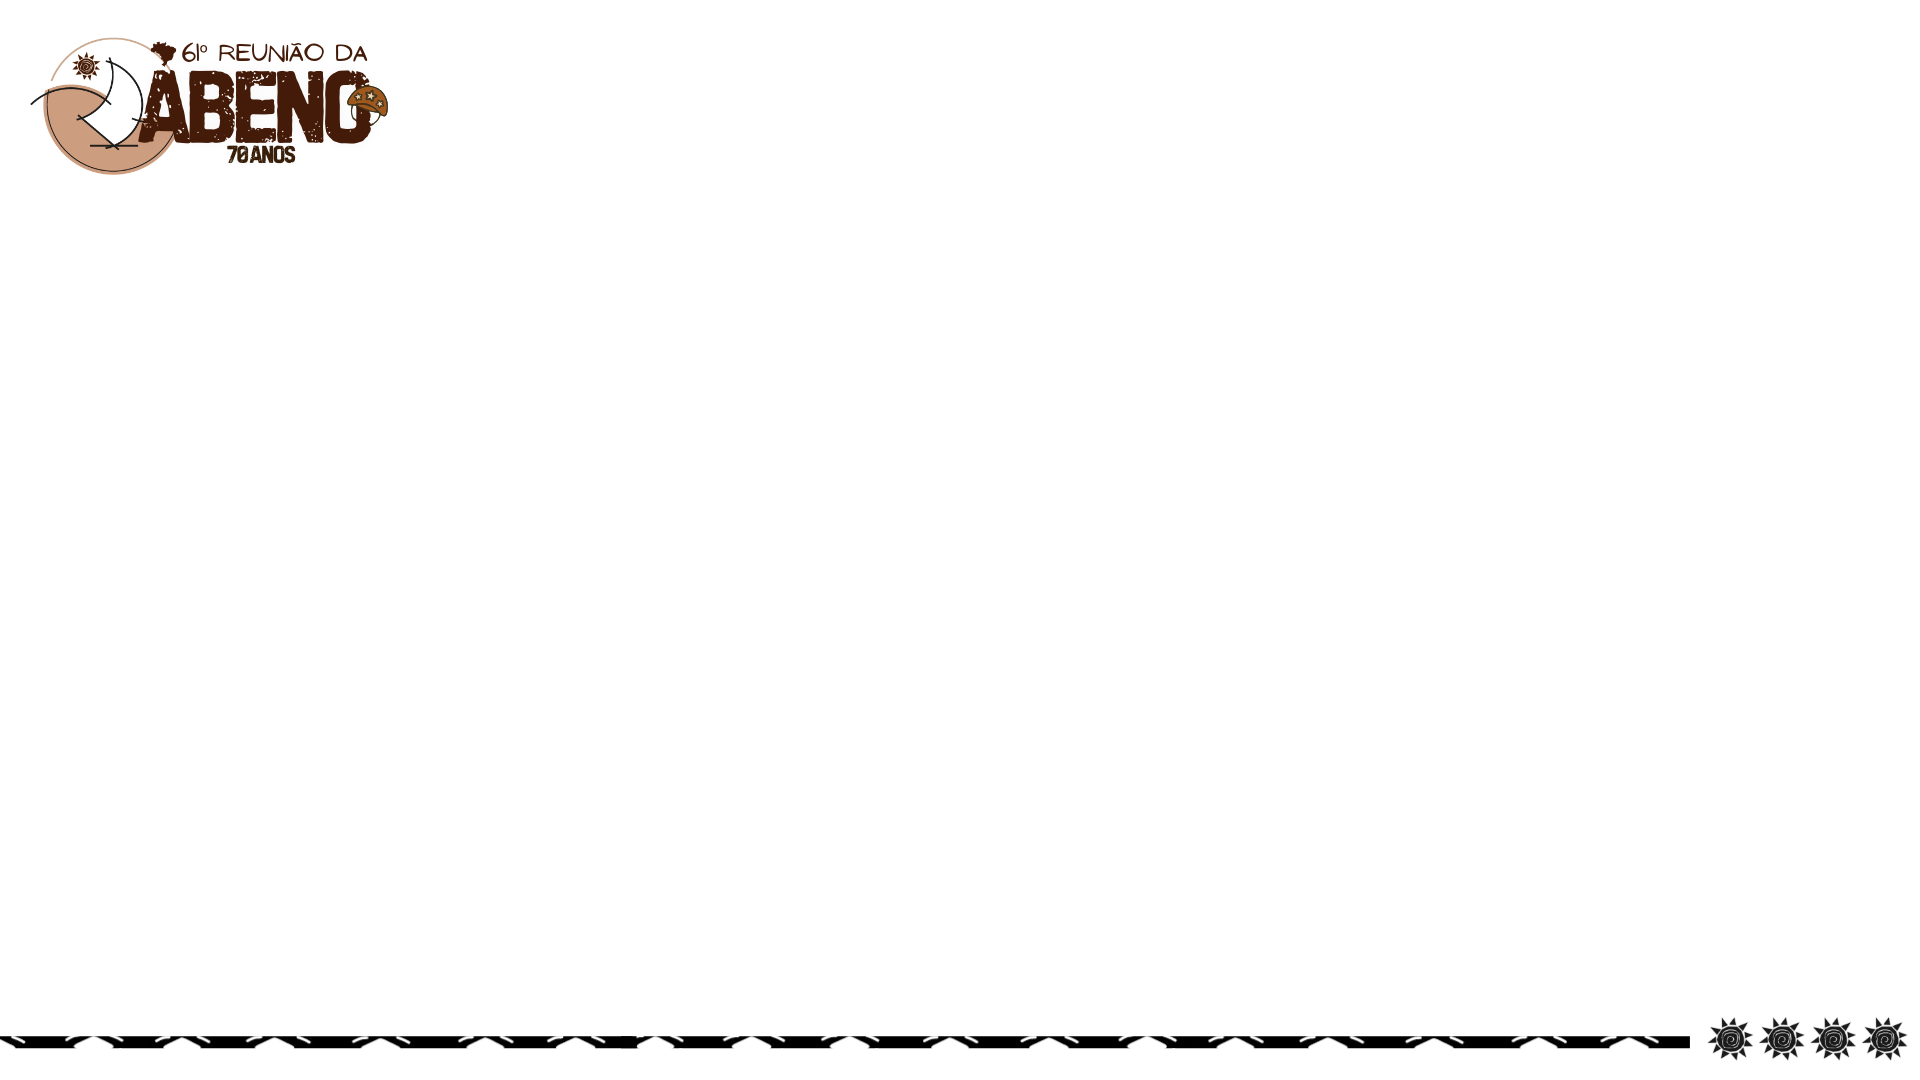 61º REUNIÃO DA
ABENO
70 ANOS